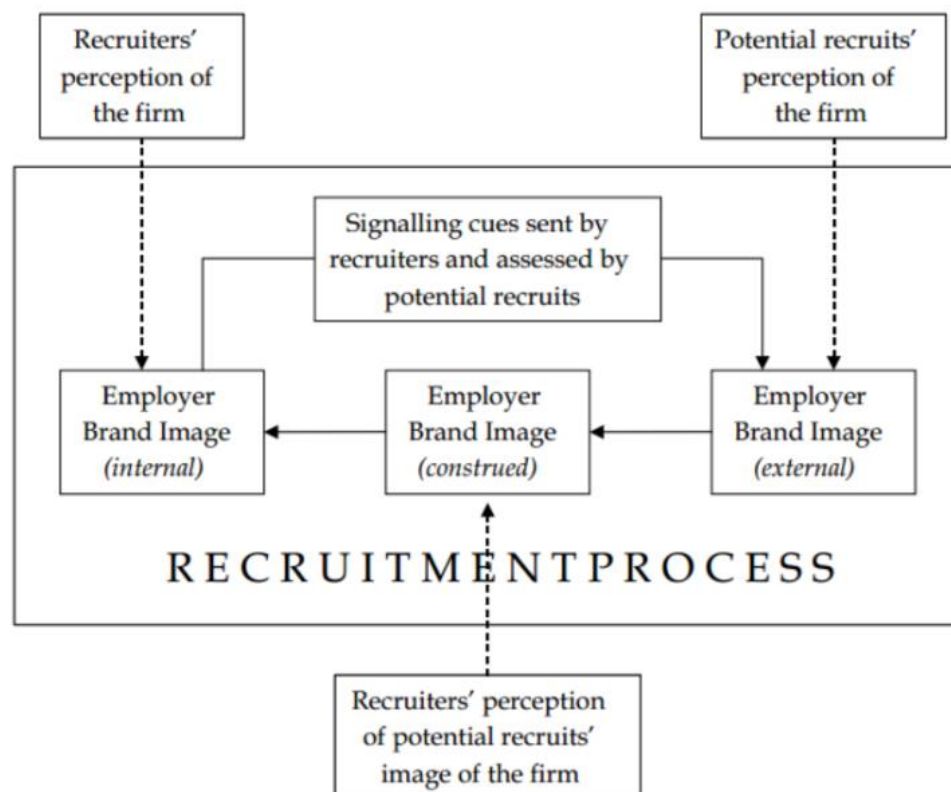 Recruiters’
perception of
the firm
Potential recruits’
perception of
the firm
Signalling cues sent by
recruiters and assessed by
potential recruits
Employer
Brand Image
(internal)
Employer
Brand Image
(construed)
Employer
Brand Image
(external)
RECRUITMENTPROCESS
Recruiters’ perception
of potential recruits’
image of the firm